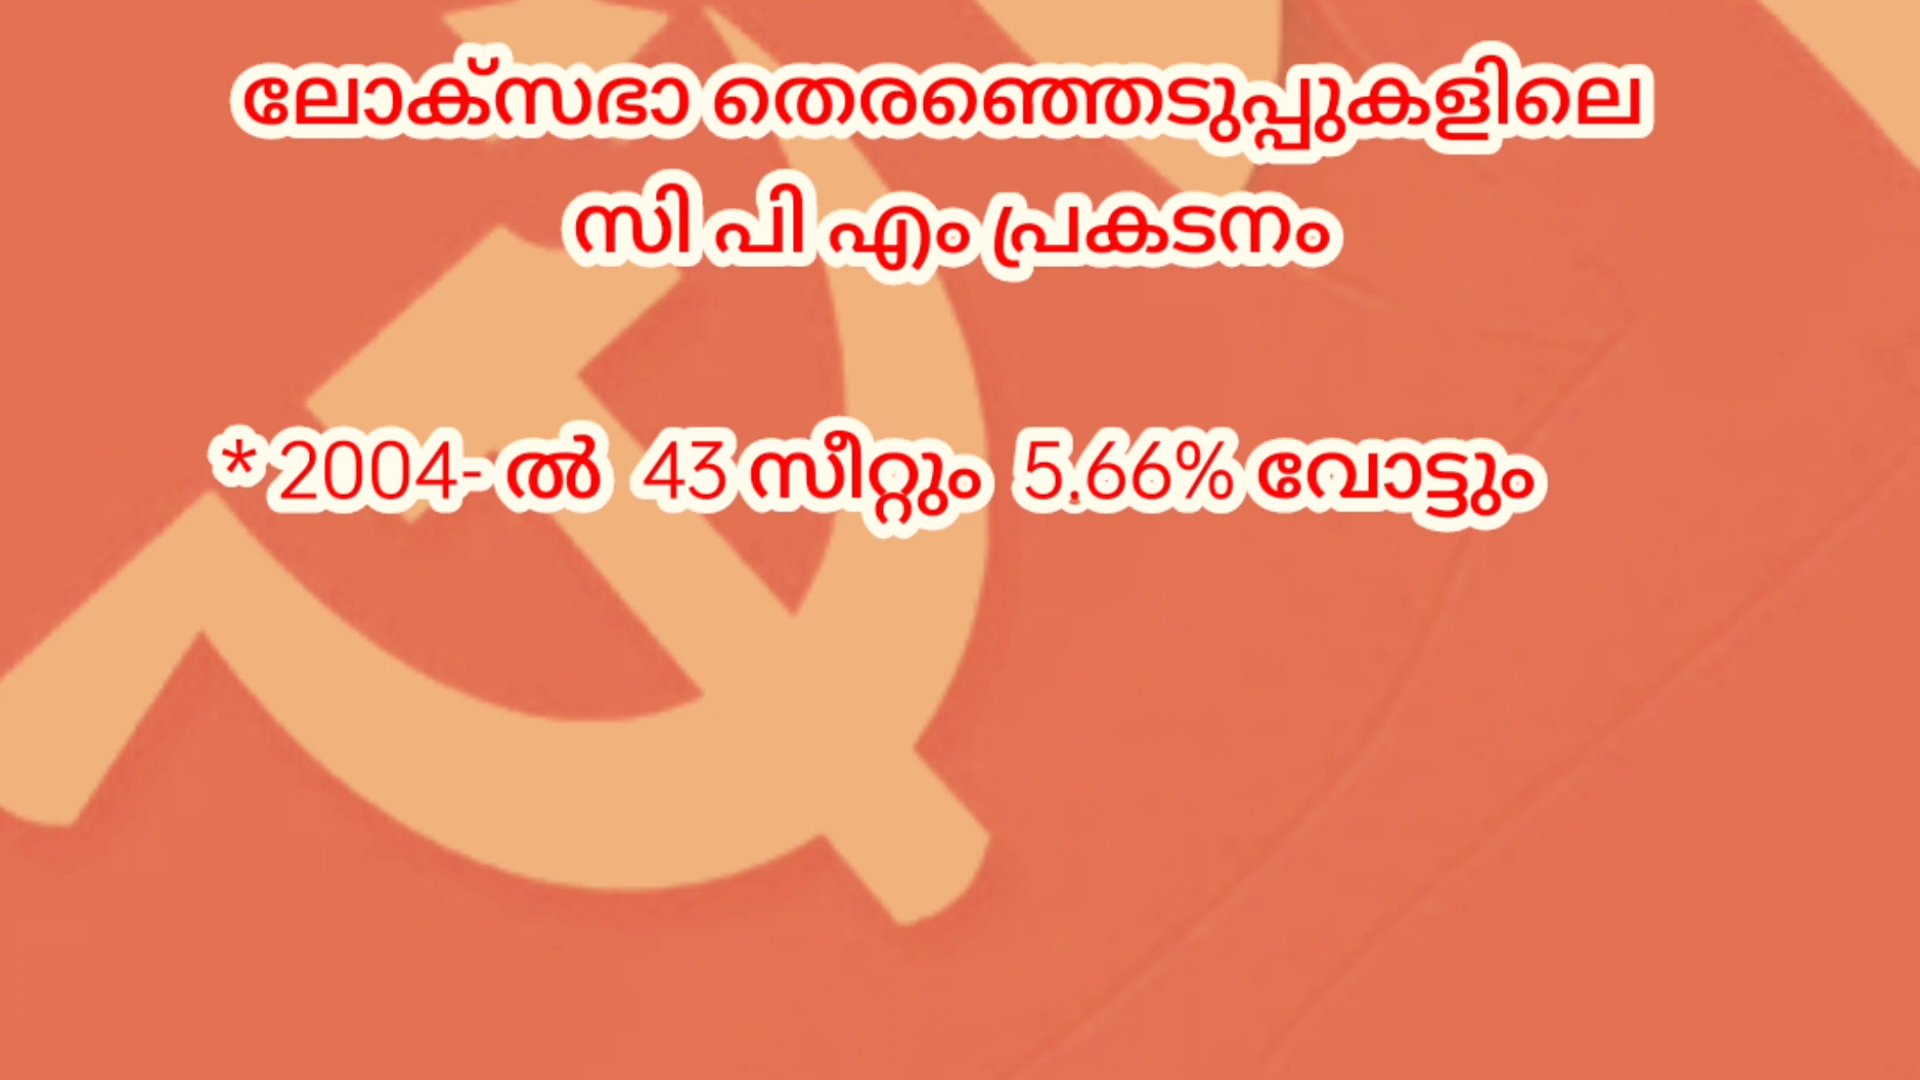 ലോക്സഭാ തെരഞ്ഞെടുപ്പുകളിലെ
സി പി എം പ്രകടനം
* 2004- ൽ 43 സീറ്റും 5.66% വോട്ടും